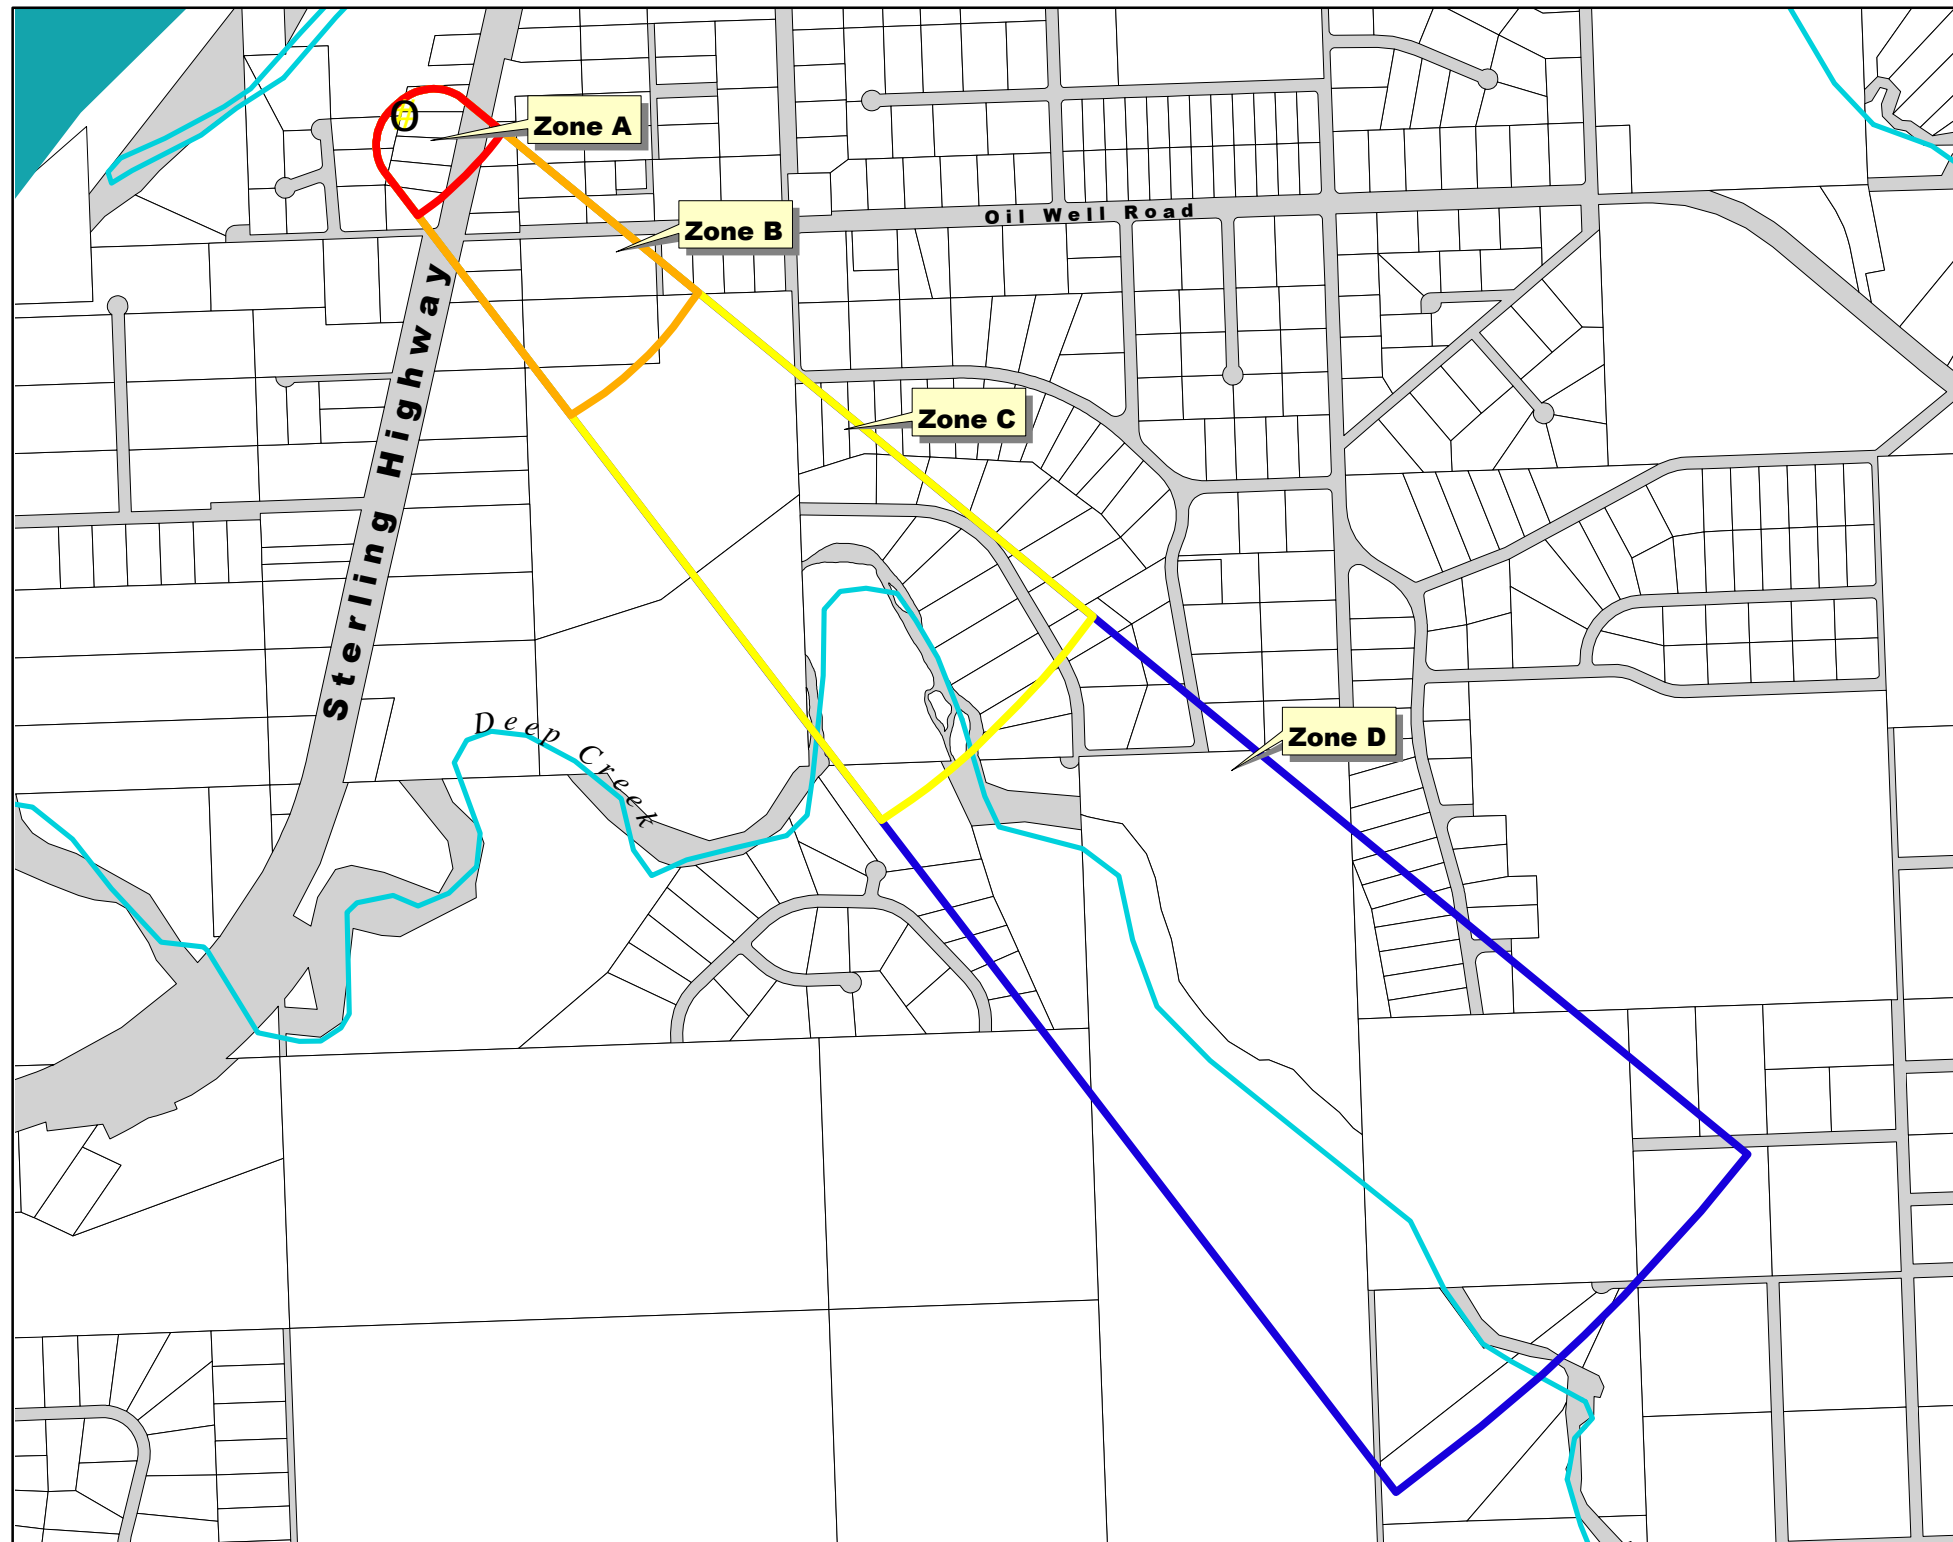 Zone A
Oil Well Road
Zone B
Sterling Highway
Zone C
Deep Creek
Zone D